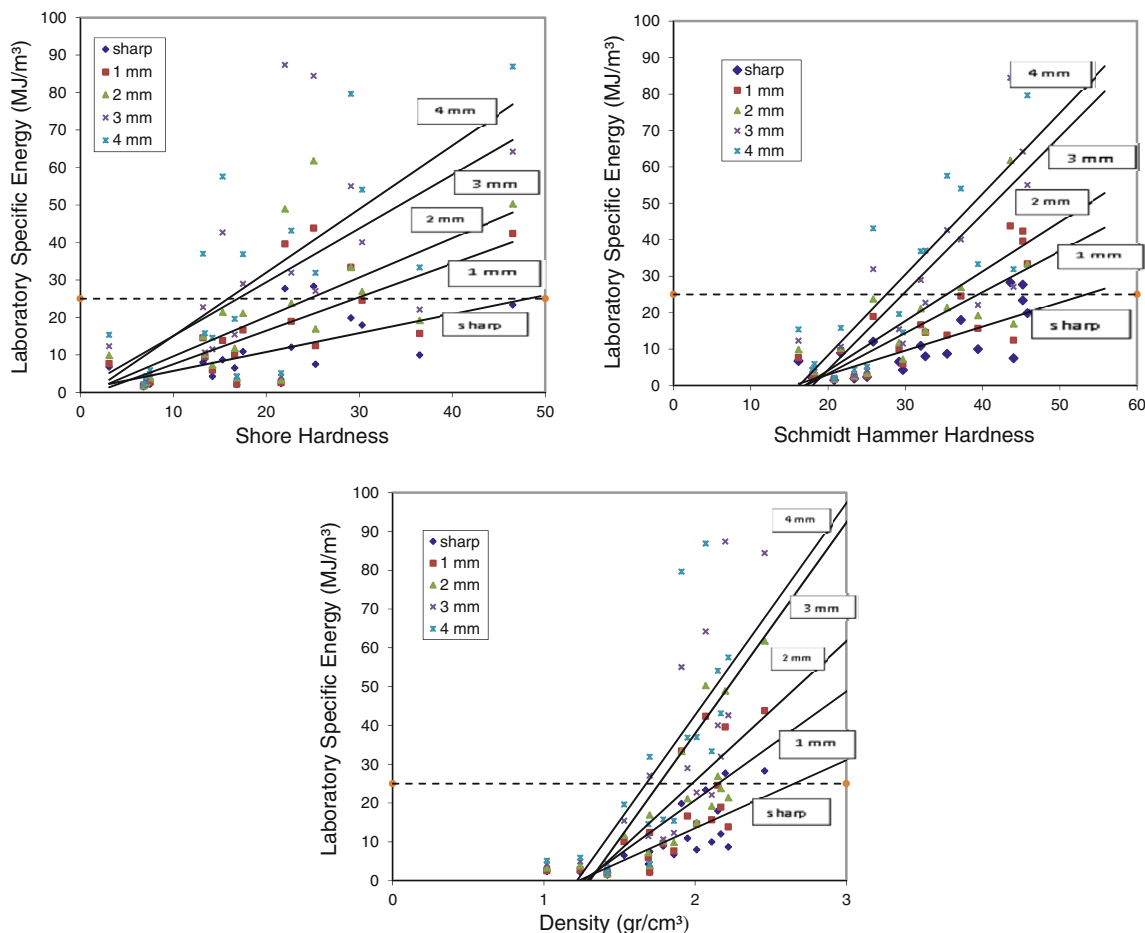 Laboratory Specific Energy (MJ/m³)
100
90
80
70
60
50
40
30
20
10
0
sharp
1 mm
2 mm
3 mm
4 mm
4 mm
3 mm
2 mm
1 mm
sharp
0
10
20
30
40
50
Shore Hardness
Laboratory Specific Energy (MJ/m³)
100
90
80
70
60
50
40
30
20
10
0
sharp
1 mm
2 mm
3 mm
4 mm
4 mm
3 mm
2 mm
1 mm
sharp
0
10
20
30
40
50
60
Schmidt Hammer Hardness
Laboratory Specific Energy (MJ/m³)
100
90
80
70
60
50
40
30
20
10
0
sharp
1 mm
2 mm
3 mm
4 mm
4 mm
3 mm
2 mm
1 mm
sharp
0
1
2
3
Density (gr/cm³)